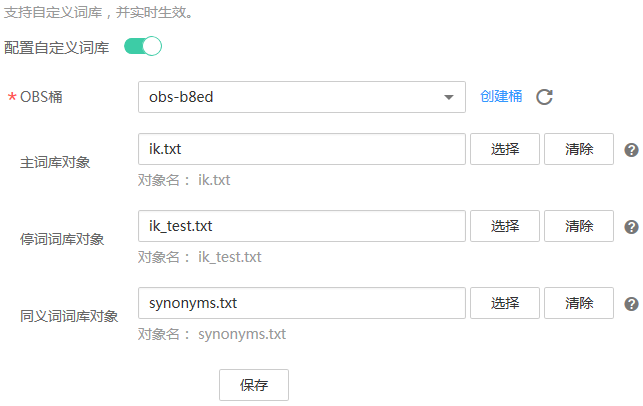 支持自定义词库，并实时生效。
配置自定义词库
*OBS桶 obs-b8ed 创建桶
主词库对象 ik.txt 选择 清除 ?
对象名： ik.txt
停词词库对象 ik_test.txt 选择 清除 ?
对象名： ik_test.txt
同义词词库对象 synonyms.txt 选择 清除 ?
对象名： synonyms.txt
保存